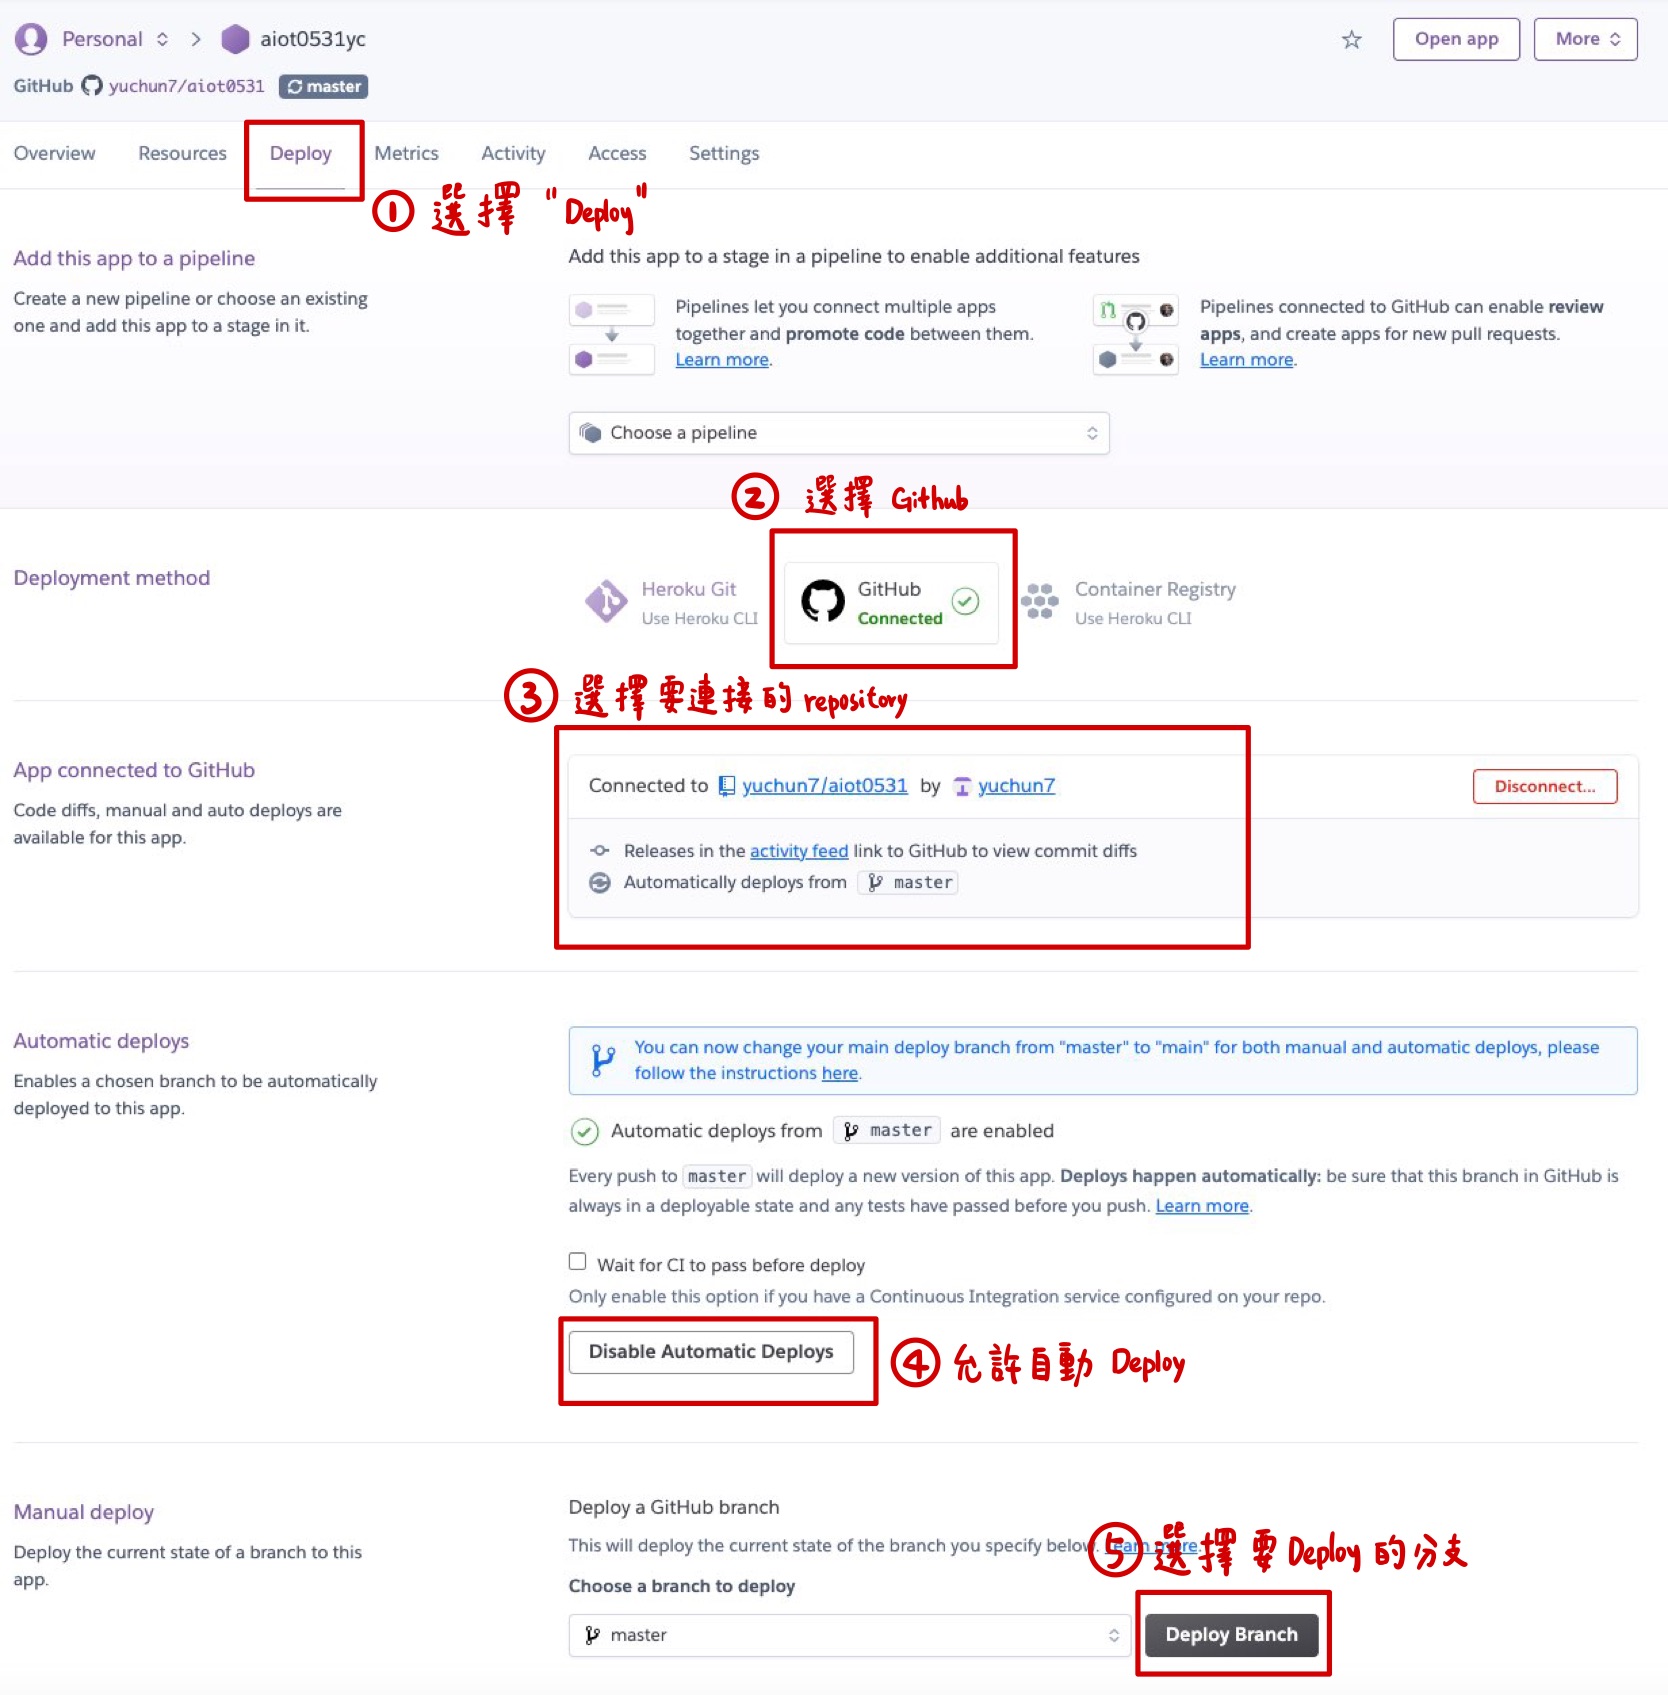 Personal > aiot0531yc
Open app
More
GitHub yuchun7/aiot0531 master
Overview Resources Deploy Metrics Activity Access Settings
① 選擇 "Deploy"
Add this app to a pipeline
Create a new pipeline or choose an existing
one and add this app to a stage in it.
Add this app to a stage in a pipeline to enable additional features
Pipelines let you connect multiple apps
together and promote code between them.
Learn more.
Pipelines connected to GitHub can enable review
apps, and create apps for new pull requests.
Learn more.
Choose a pipeline
② 選擇 Github
Deployment method
Heroku Git
Use Heroku CLI
GitHub
Connected
Container Registry
Use Heroku CLI
③ 選擇要連接的 repository
App connected to GitHub
Code diffs, manual and auto deploys are
available for this app.
Connected to yuchun7/aiot0531 by yuchun7
Disconnect...
Releases in the activity feed link to GitHub to view commit diffs
Automatically deploys from master
Automatic deploys
Enables a chosen branch to be automatically
deployed to this app.
You can now change your main deploy branch from "master" to "main" for both manual and automatic deploys, please
follow the instructions here.
Automatic deploys from master are enabled
Every push to master will deploy a new version of this app. Deploys happen automatically: be sure that this branch in GitHub is
always in a deployable state and any tests have passed before you push. Learn more.
Wait for CI to pass before deploy
Only enable this option if you have a Continuous Integration service configured on your repo.
Disable Automatic Deploys
④ 允許自動 Deploy
Manual deploy
Deploy the current state of a branch to this
app.
Deploy a GitHub branch
This will deploy the current state of the branch you specify below. Learn more.
⑤ 選擇要 Deploy 的分支
Choose a branch to deploy
master
Deploy Branch